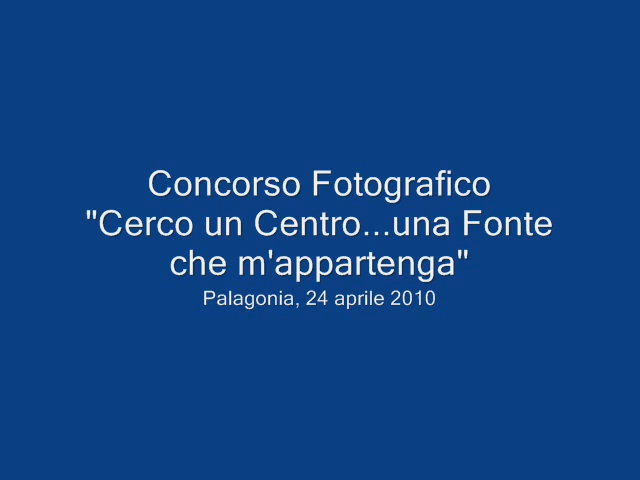 Concorso Fotografico
"Cerco un Centro...una Fonte
che m'appartenga"
Palagonia, 24 aprile 2010